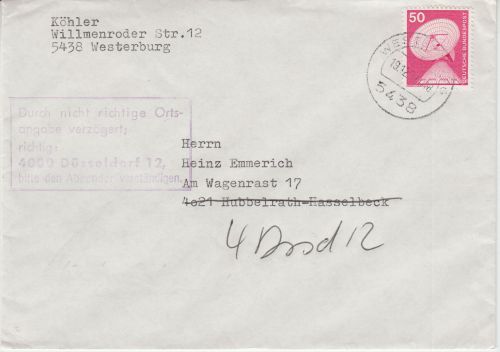 Köhler
Willmenroder Str.12
5438 Westerburg
50
DEUTSCHE BUNDESPOST
5438
Durch nicht richtige Orts-
angabe verzögert;
richtig:
4000 Düsseldorf 12,
bitte den Absender verständigen.
Herrn
Heinz Emmerich
Am Wagenrast 17
4o21 Hubbelrath-Hasselbeck
4 Dssd 12